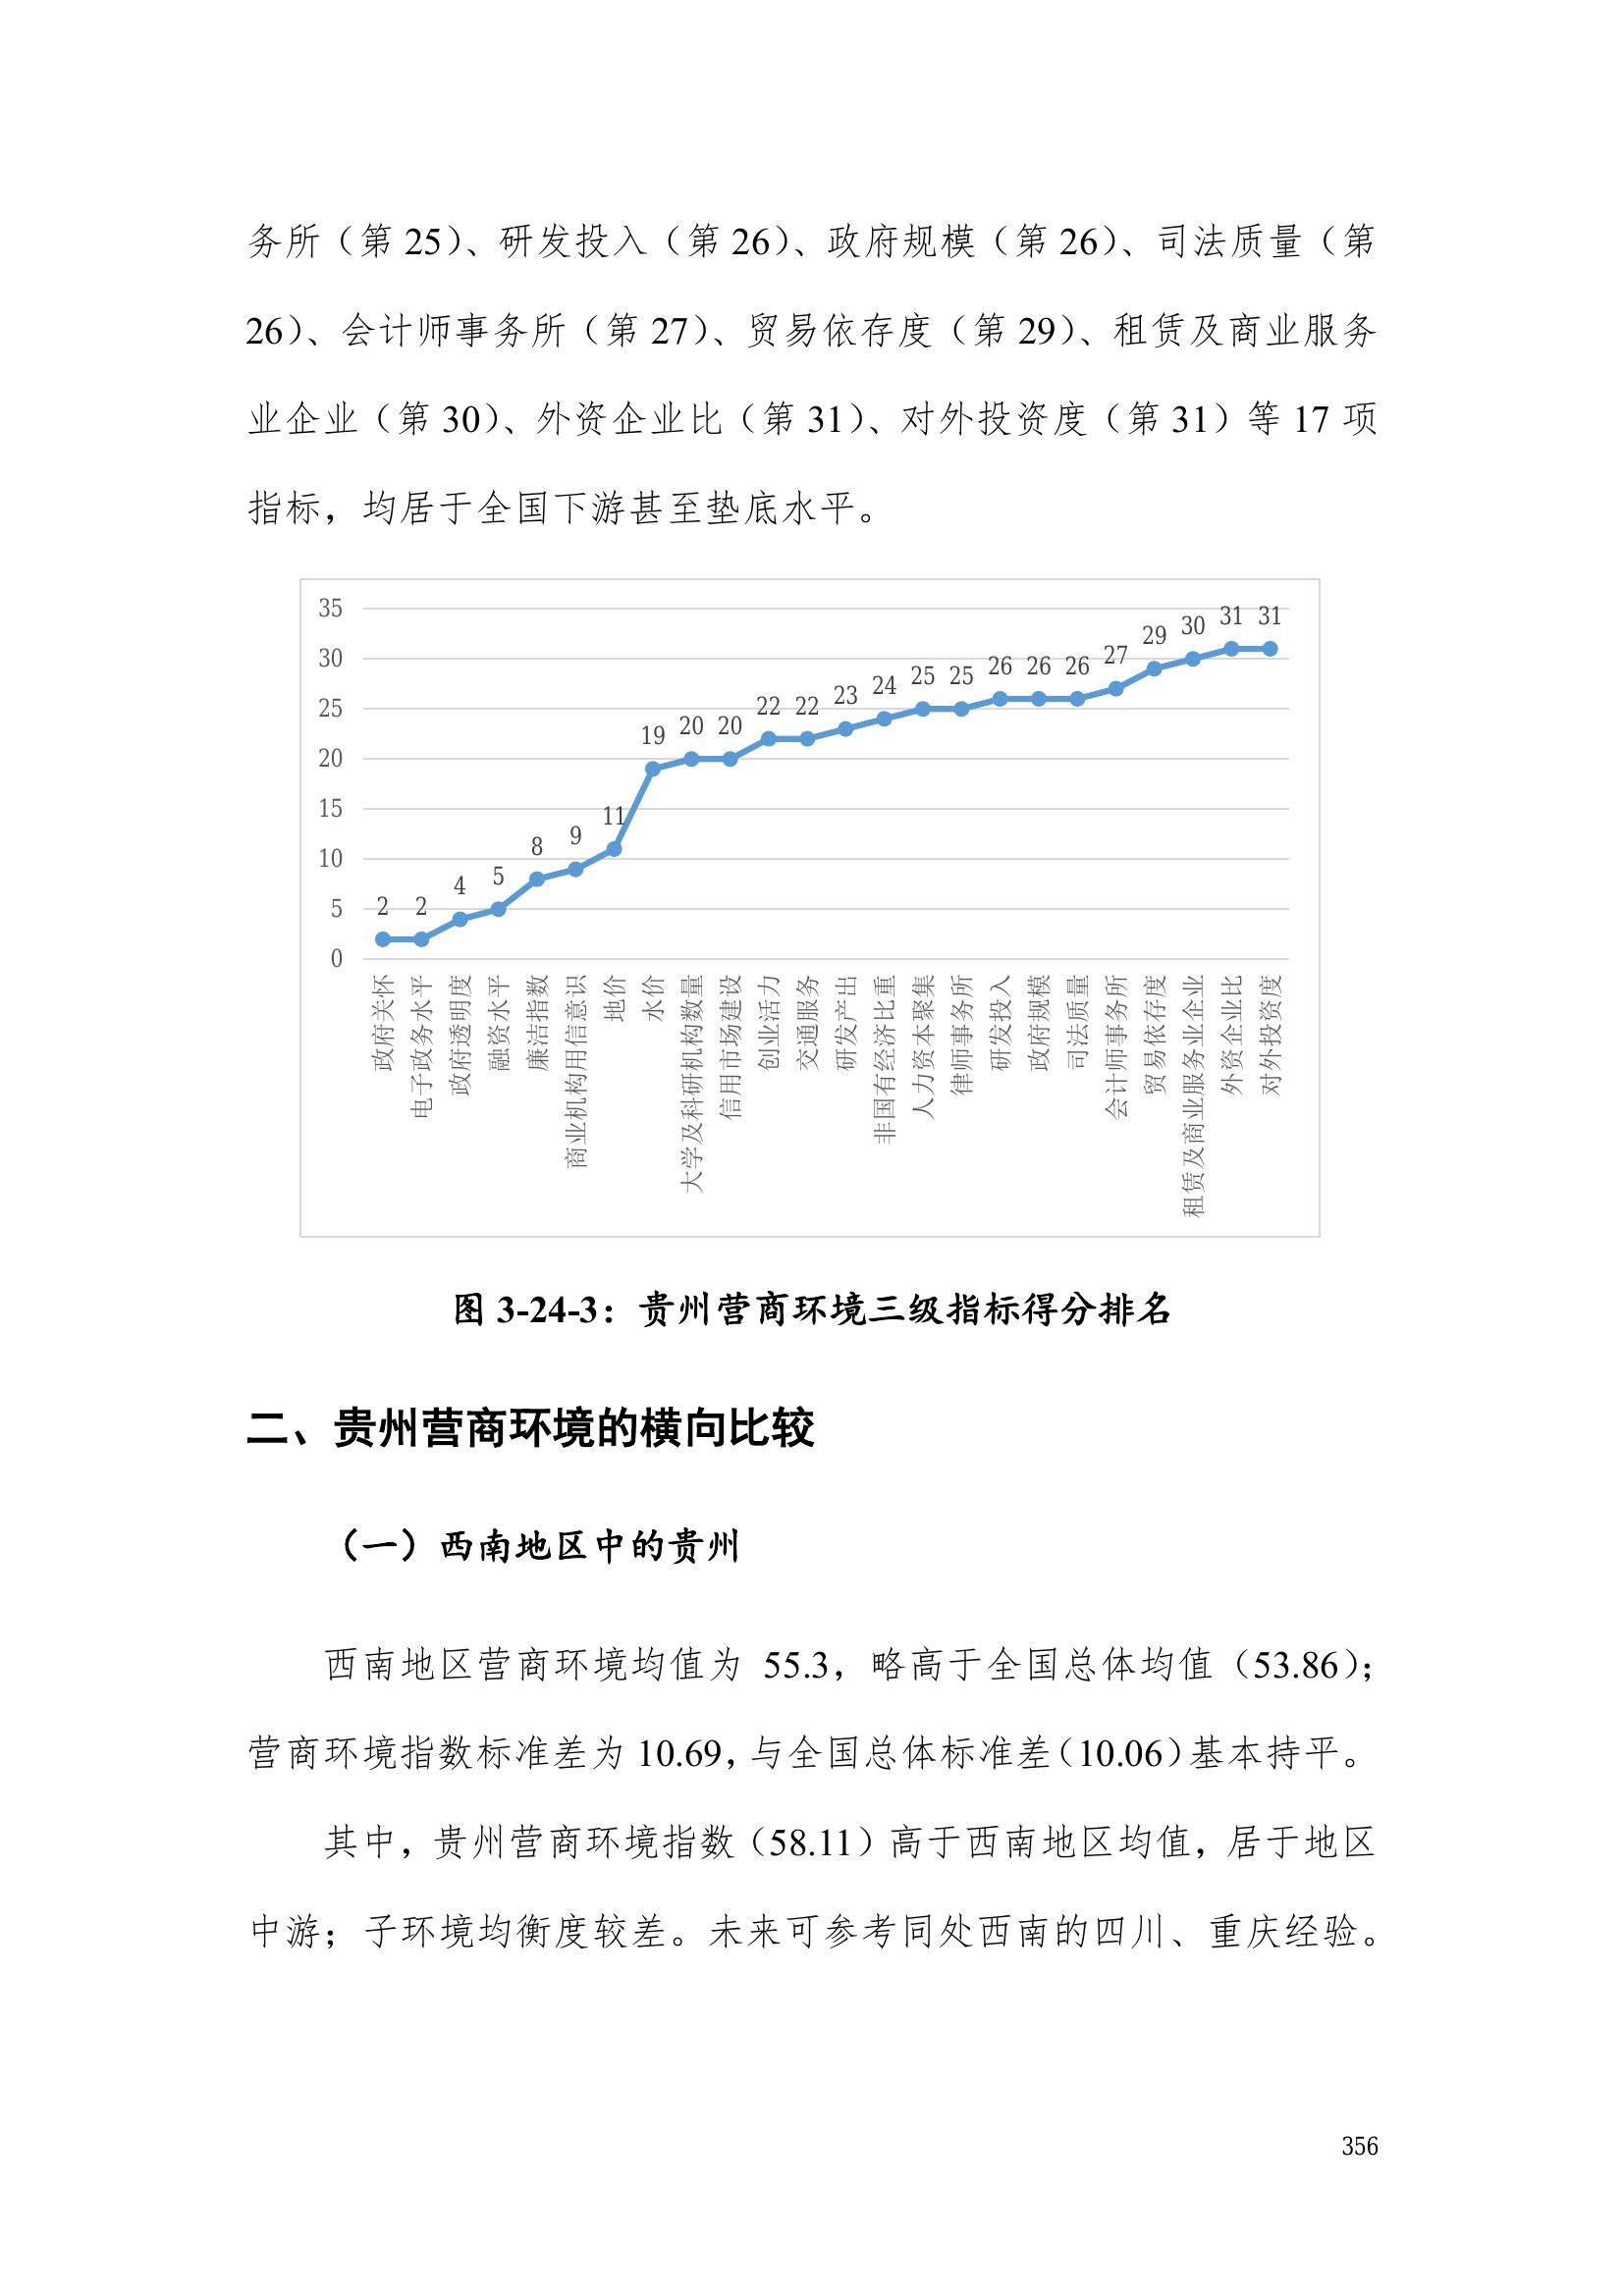 务所（第 25）、研发投入（第 26）、政府规模（第 26）、司法质量（第
26）、会计师事务所（第 27）、贸易依存度（第 29）、租赁及商业服务
业企业（第 30）、外资企业比（第 31）、对外投资度（第 31）等 17 项
指标，均居于全国下游甚至垫底水平。
35
30
25
20
15
10
5
0
2 2 4 5 8 9 11 19 20 20 22 22 23 24 25 25 26 26 26 27 29 30 31 31
政府关怀
电子政务水平
政府透明度
融资水平
廉洁指数
商业机构用信意识
地价
水价
大学及科研机构数量
信用市场建设
创业活力
交通服务
研发产出
非国有经济比重
人力资本聚集
律师事务所
研发投入
政府规模
司法质量
会计师事务所
贸易依存度
租赁及商业服务业企业
外资企业比
对外投资度
图 3-24-3：贵州营商环境三级指标得分排名
二、贵州营商环境的横向比较
（一）西南地区中的贵州
西南地区营商环境均值为 55.3，略高于全国总体均值（53.86）；
营商环境指数标准差为 10.69，与全国总体标准差（10.06）基本持平。
其中，贵州营商环境指数（58.11）高于西南地区均值，居于地区
中游；子环境均衡度较差。未来可参考同处西南的四川、重庆经验。
356